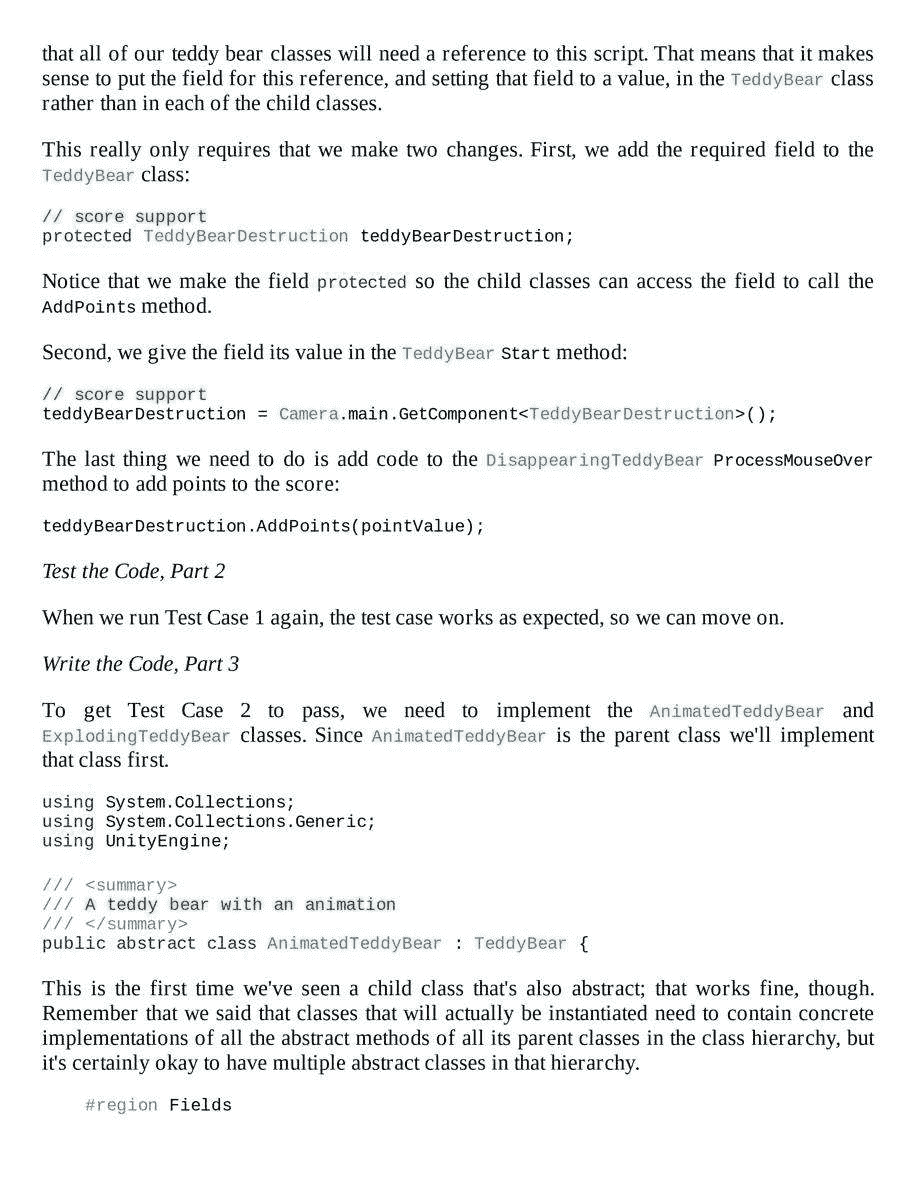 that all of our teddy bear classes will need a reference to this script. That means that it makes
sense to put the field for this reference, and setting that field to a value, in the TeddyBear class
rather than in each of the child classes.
This really only requires that we make two changes. First, we add the required field to the
TeddyBear class:
// score support
protected TeddyBearDestruction teddyBearDestruction;
Notice that we make the field protected so the child classes can access the field to call the
AddPoints method.
Second, we give the field its value in the TeddyBear Start method:
// score support
teddyBearDestruction = Camera.main.GetComponent<TeddyBearDestruction>();
The last thing we need to do is add code to the DisappearingTeddyBear ProcessMouseOver
method to add points to the score:
teddyBearDestruction.AddPoints(pointValue);
Test the Code, Part 2
When we run Test Case 1 again, the test case works as expected, so we can move on.
Write the Code, Part 3
To get Test Case 2 to pass, we need to implement the AnimatedTeddyBear and
ExplodingTeddyBear classes. Since AnimatedTeddyBear is the parent class we'll implement
that class first.
using System.Collections;
using System.Collections.Generic;
using UnityEngine;
/// <summary>
/// A teddy bear with an animation
/// </summary>
public abstract class AnimatedTeddyBear : TeddyBear {
This is the first time we've seen a child class that's also abstract; that works fine, though.
Remember that we said that classes that will actually be instantiated need to contain concrete
implementations of all the abstract methods of all its parent classes in the class hierarchy, but
it's certainly okay to have multiple abstract classes in that hierarchy.
#region Fields